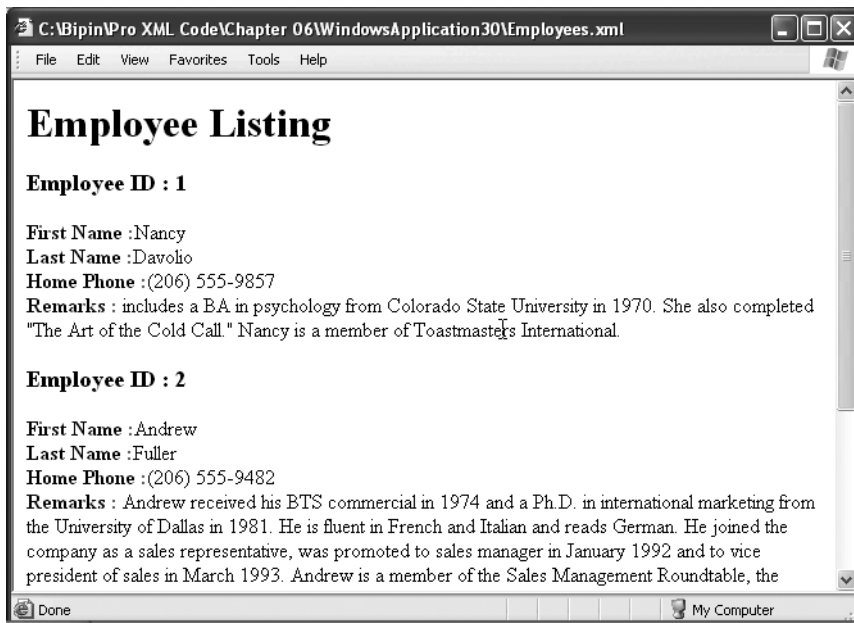 C:\Bipin\Pro XML Code\Chapter 06\WindowsApplication30\Employees.xml
File Edit View Favorites Tools Help
Employee Listing
Employee ID : 1
First Name :Nancy
Last Name :Davolio
Home Phone :(206) 555-9857
Remarks : includes a BA in psychology from Colorado State University in 1970. She also completed
"The Art of the Cold Call." Nancy is a member of Toastmasters International.
Employee ID : 2
First Name :Andrew
Last Name :Fuller
Home Phone :(206) 555-9482
Remarks : Andrew received his BTS commercial in 1974 and a Ph.D. in international marketing from
the University of Dallas in 1981. He is fluent in French and Italian and reads German. He joined the
company as a sales representative, was promoted to sales manager in January 1992 and to vice
president of sales in March 1993. Andrew is a member of the Sales Management Roundtable, the
Done My Computer